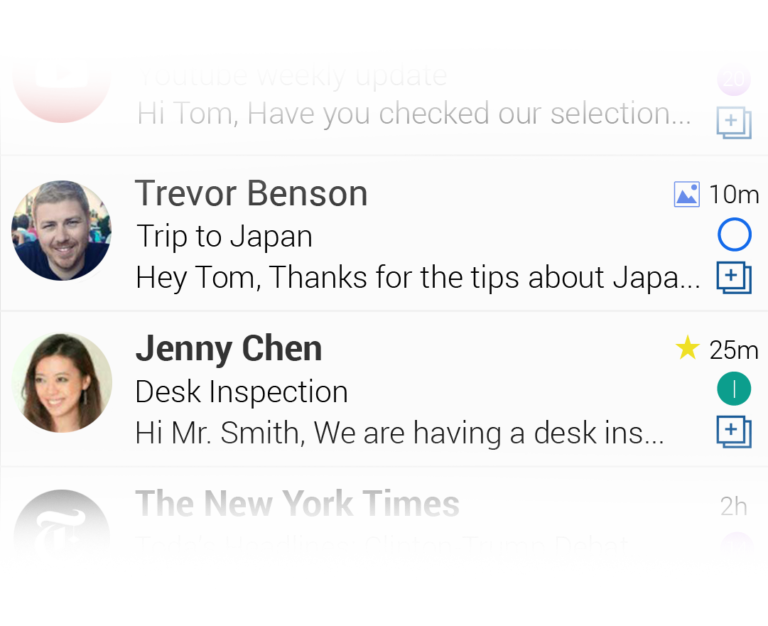 Youtube weekly update
20
Hi Tom, Have you checked our selection...
Trevor Benson
10m
Trip to Japan
Hey Tom, Thanks for the tips about Japa...
Jenny Chen
25m
Desk Inspection
I
Hi Mr. Smith, We are having a desk ins...
The New York Times
2h